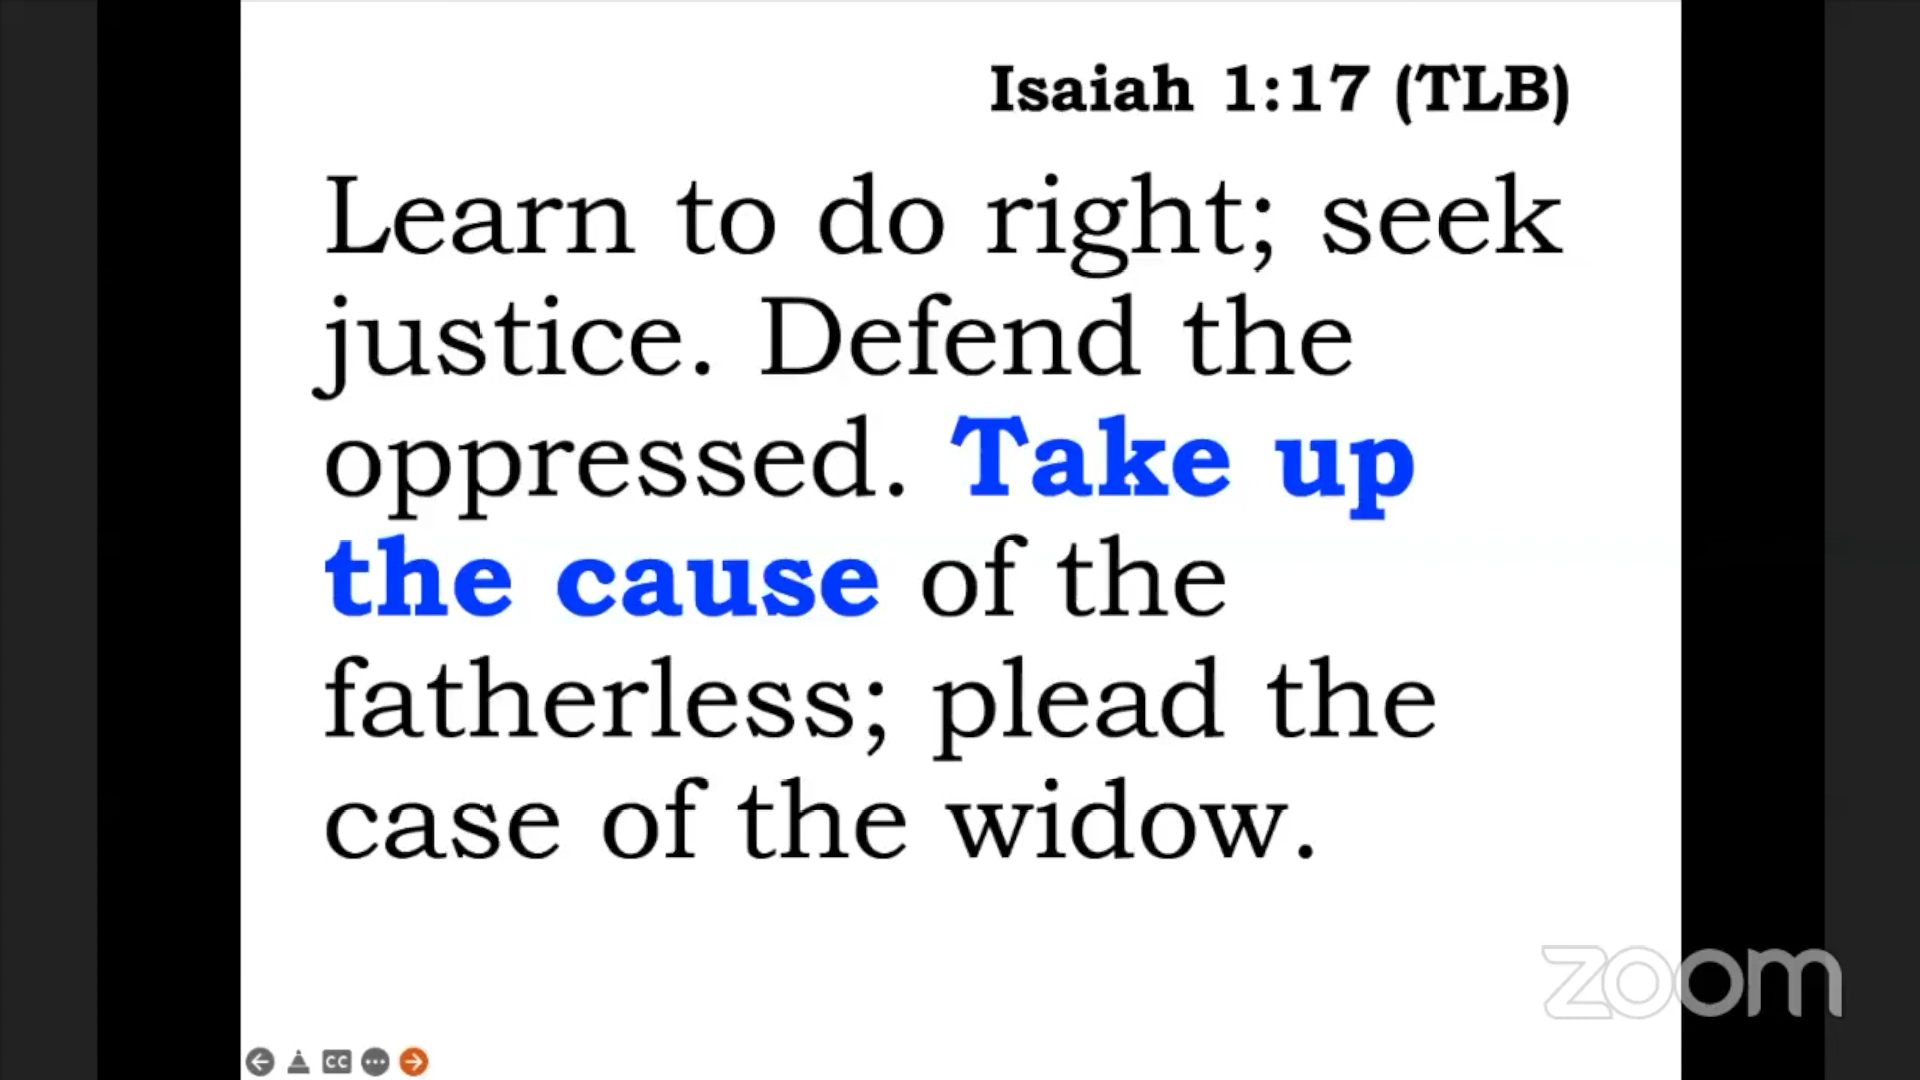 Isaiah 1:17 (TLB)
Learn to do right; seek
justice. Defend the
oppressed. Take up
the cause of the
fatherless; plead the
case of the widow.
zoom
CC